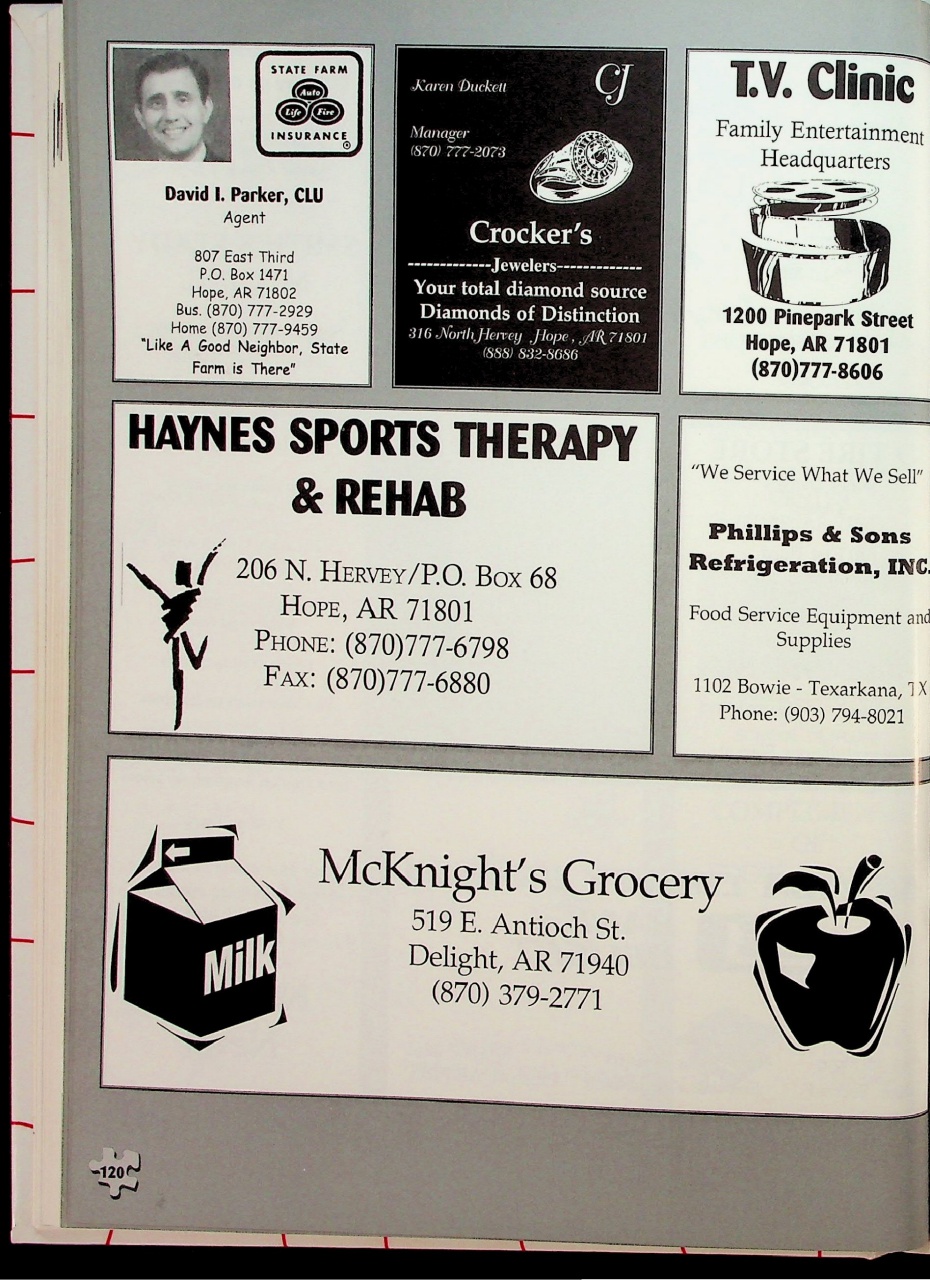 STATE FARM
Auto
Life Fire
INSURANCE
®
David I. Parker, CLU
Agent
807 East Third
P.O. Box 1471
Hope, AR 71802
Bus. (870) 777-2929
Home (870) 777-9459
"Like A Good Neighbor, State
Farm is There"
Karen Duckett
CJ
Manager
(870) 777-2073
Crocker's
-------------Jewelers-------------
Your total diamond source
Diamonds of Distinction
316 North Hervey Hope, AR 71801
(888) 832-8686
T.V. Clinic
Family Entertainment
Headquarters
1200 Pinepark Street
Hope, AR 71801
(870)777-8606
HAYNES SPORTS THERAPY
& REHAB
206 N. HERVEY/P.O. BOX 68
HOPE, AR 71801
PHONE: (870)777-6798
FAX: (870)777-6880
"We Service What We Sell"
Phillips & Sons
Refrigeration, INC.
Food Service Equipment and
Supplies
1102 Bowie - Texarkana, TX
Phone: (903) 794-8021
Milk
McKnight's Grocery
519 E. Antioch St.
Delight, AR 71940
(870) 379-2771
120